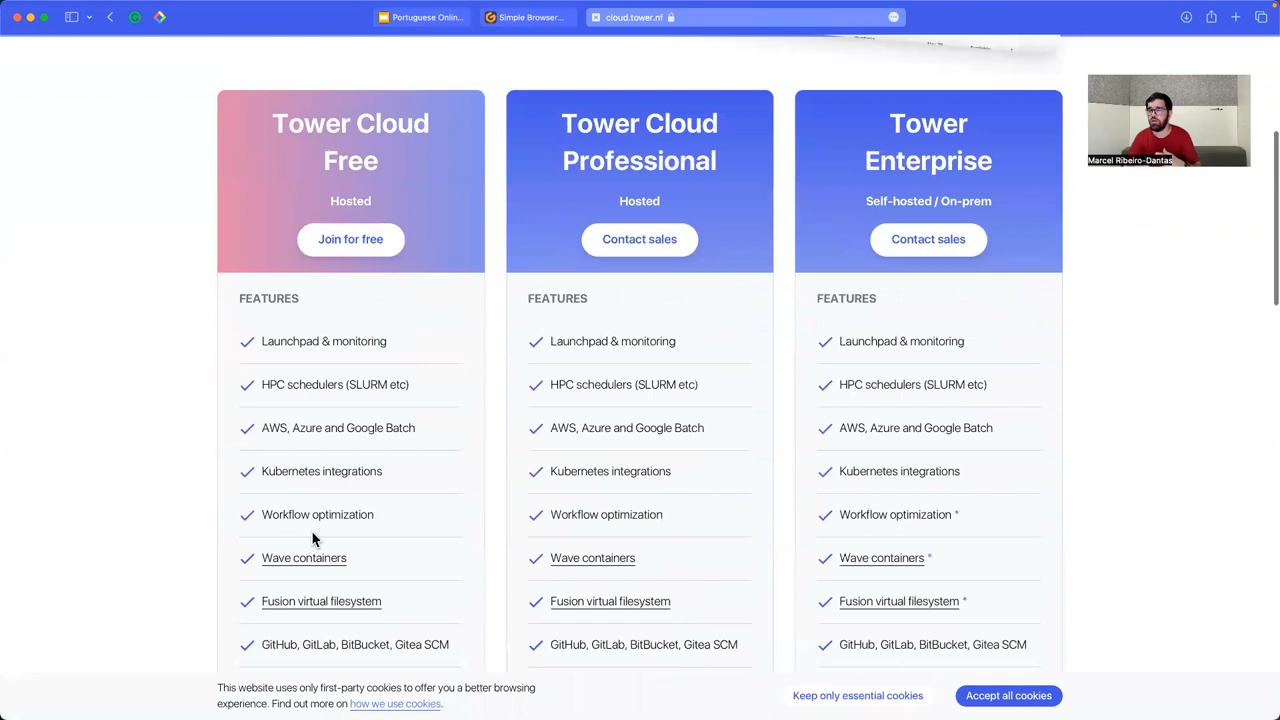 Portuguese Onlin...
Simple Browser...
cloud.tower.nf
Marcel Ribeiro-Dantas
Tower Cloud
Free
Hosted
Join for free
FEATURES
Launchpad & monitoring
HPC schedulers (SLURM etc)
AWS, Azure and Google Batch
Kubernetes integrations
Workflow optimization
Wave containers
Fusion virtual filesystem
GitHub, GitLab, BitBucket, Gitea SCM
Tower Cloud
Professional
Hosted
Contact sales
FEATURES
Launchpad & monitoring
HPC schedulers (SLURM etc)
AWS, Azure and Google Batch
Kubernetes integrations
Workflow optimization
Wave containers
Fusion virtual filesystem
GitHub, GitLab, BitBucket, Gitea SCM
Tower
Enterprise
Self-hosted / On-prem
Contact sales
FEATURES
Launchpad & monitoring
HPC schedulers (SLURM etc)
AWS, Azure and Google Batch
Kubernetes integrations
Workflow optimization *
Wave containers *
Fusion virtual filesystem *
GitHub, GitLab, BitBucket, Gitea SCM
This website uses only first-party cookies to offer you a better browsing
experience. Find out more on how we use cookies.
Keep only essential cookies
Accept all cookies